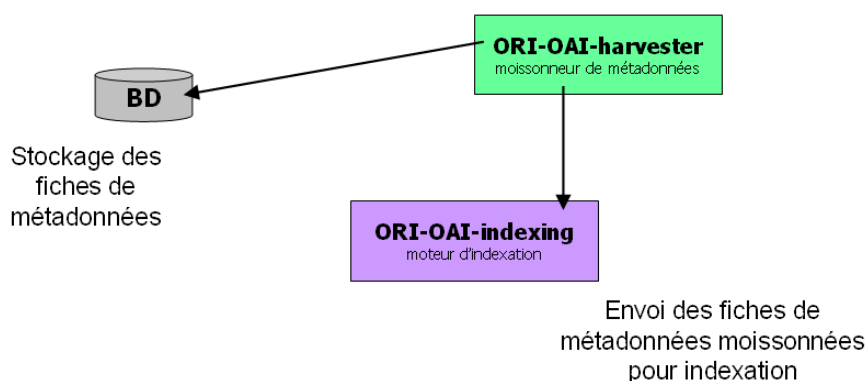 ORI-OAI-harvester
moissonneur de métadonnées
BD
Stockage des
fiches de
métadonnées
ORI-OAI-indexing
moteur d'indexation
Envoi des fiches de
métadonnées moissonnées
pour indexation